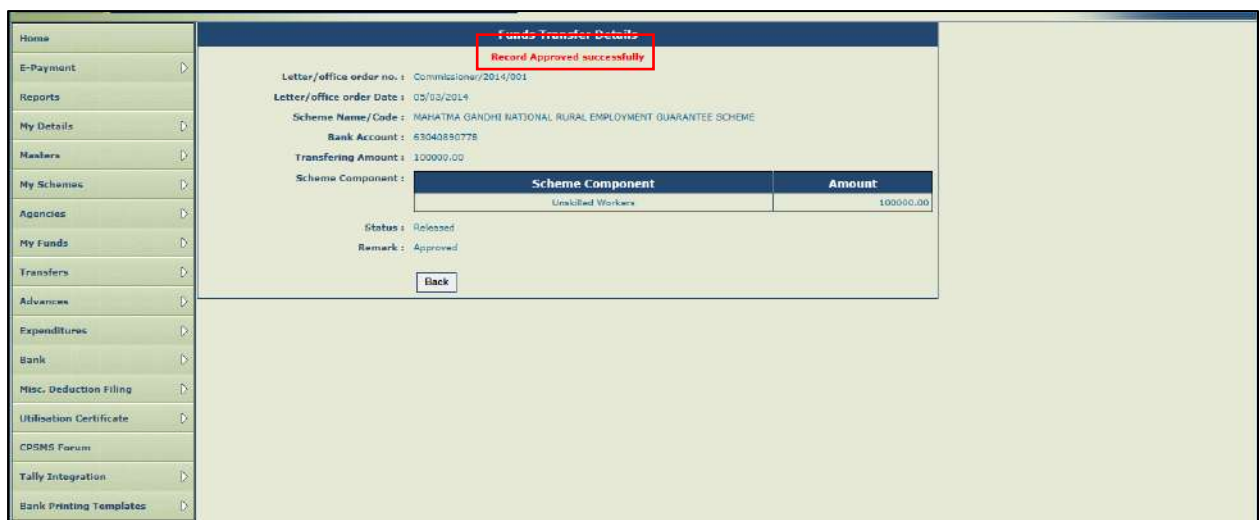 Home
E-Payment
Reports
My Details
Masters
My Schemes
Agencies
My Funds
Transfers
Advances
Expenditures
Bank
Misc. Deduction Filing
Utilisation Certificate
CPSMS Forum
Tally Integration
Bank Printing Templates
Funds Transfer Details
Record Approved successfully
Letter/office order no. : Commissioner/2014/001
Letter/office order Date : 05/03/2014
Scheme Name/Code : MAHATMA GANDHI NATIONAL RURAL EMPLOYMENT GUARANTEE SCHEME
Bank Account : 63040890778
Transfering Amount : 100000.00
Scheme Component :
Scheme Component Amount
Unskilled Workers 100000.00
Status : Released
Remark : Approved
Back